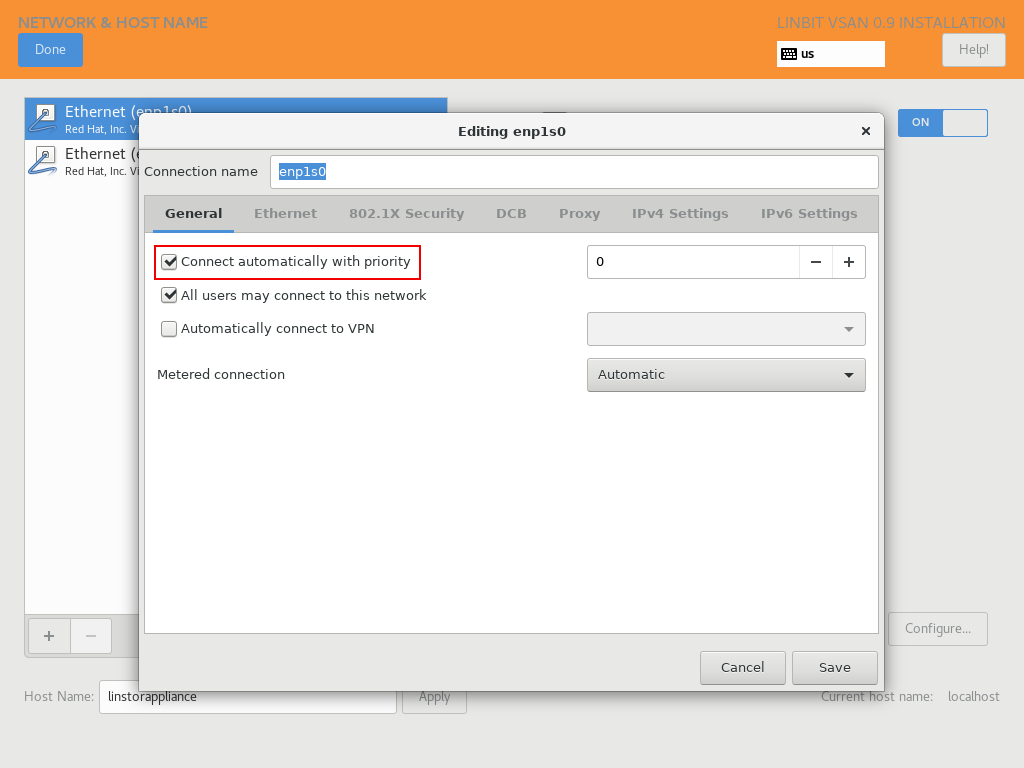 NETWORK & HOST NAME
LINBIT VSAN 0.9 INSTALLATION
Done
us
Help!
Ethernet (enp1s0)
Red Hat, Inc. Vi
ON
Ethernet (e
Red Hat, Inc. Vi
Editing enp1s0
Connection name enp1s0
General Ethernet 802.1X Security DCB Proxy IPv4 Settings IPv6 Settings
Connect automatically with priority 0
All users may connect to this network
Automatically connect to VPN
Metered connection Automatic
Configure...
Cancel Save
Host Name: linstorappliance Apply Current host name: localhost